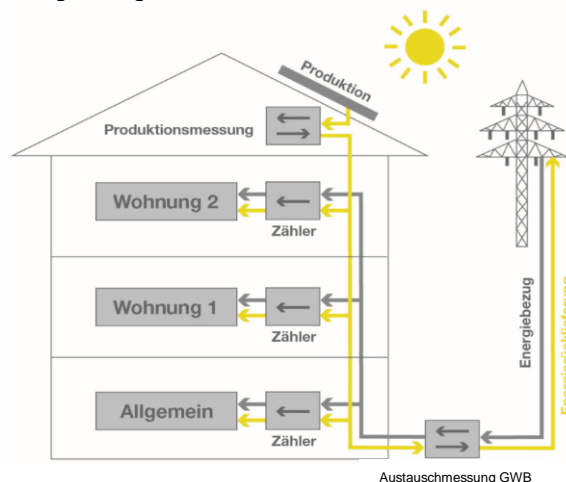 Produktion
Produktionsmessung
Wohnung 2
Zähler
Wohnung 1
Zähler
Allgemein
Zähler
Energiebezug
Austauschmessung GWB